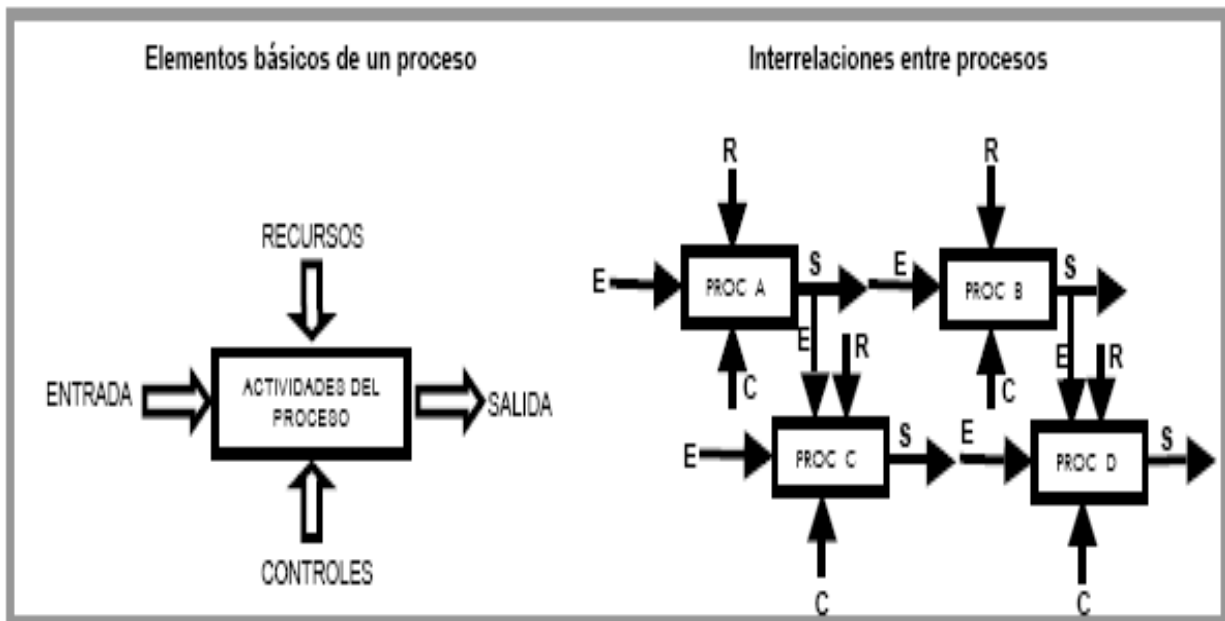 Elementos básicos de un proceso
RECURSOS
ENTRADA
ACTIVIDADES DEL
PROCESO
SALIDA
CONTROLES
Interrelaciones entre procesos
R
R
E
PROC A
S
E
PROC B
S
E
R
E
R
C
C
E
PROC C
S
E
PROC D
S
C
C